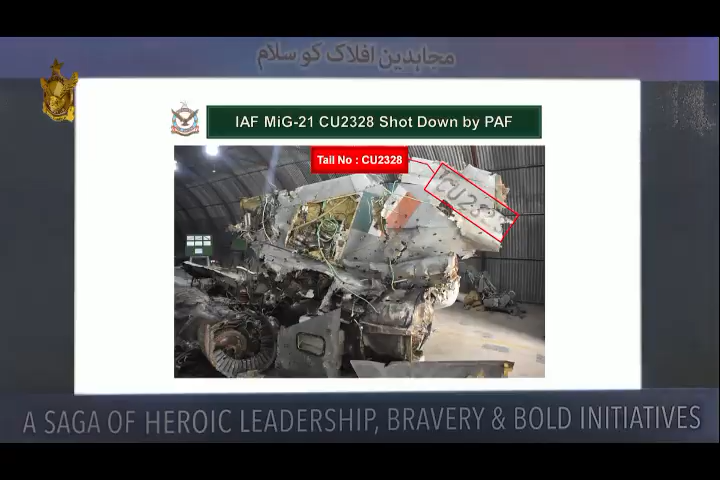 مجاہدین افلاک کو سلام
IAF MiG-21 CU2328 Shot Down by PAF
Tail No : CU2328
CU232
A SAGA OF HEROIC LEADERSHIP, BRAVERY & BOLD INITIATIVES